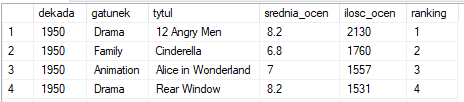 dekada gatunek tytul srednia_ocen ilosc_ocen ranking
1 1950 Drama 12 Angry Men 8.2 2130 1
2 1950 Family Cinderella 6.8 1760 2
3 1950 Animation Alice in Wonderland 7 1557 3
4 1950 Drama Rear Window 8.2 1531 4